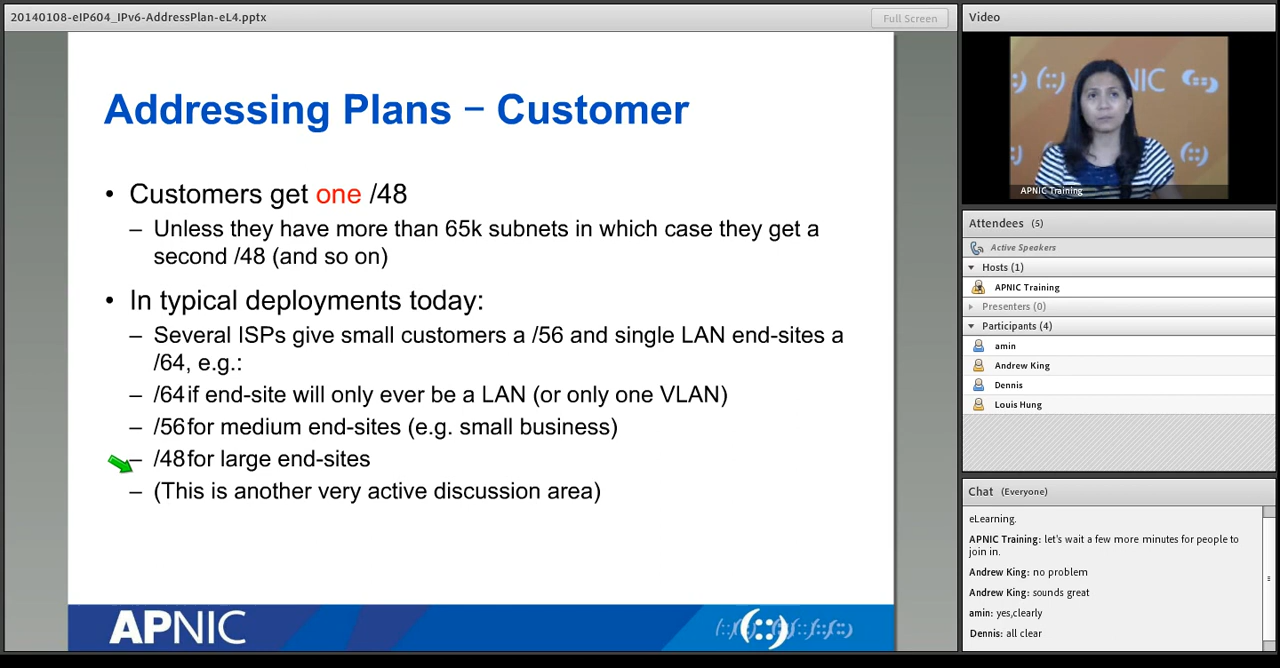 20140108-eIP604_IPv6-AddressPlan-eL4.pptx
Full Screen
Addressing Plans – Customer
• Customers get one /48
– Unless they have more than 65k subnets in which case they get a
second /48 (and so on)
• In typical deployments today:
– Several ISPs give small customers a /56 and single LAN end-sites a
/64, e.g.:
– /64if end-site will only ever be a LAN (or only one VLAN)
– /56for medium end-sites (e.g. small business)
– /48for large end-sites
– (This is another very active discussion area)
APNIC
Video
NIC
APNIC Training
Attendees (5)
Active Speakers
Hosts (1)
APNIC Training
Presenters (0)
Participants (4)
amin
Andrew King
Dennis
Louis Hung
Chat (Everyone)
eLearning.
APNIC Training: let's wait a few more minutes for people to
join in.
Andrew King: no problem
Andrew King: sounds great
amin: yes,clearly
Dennis: all clear